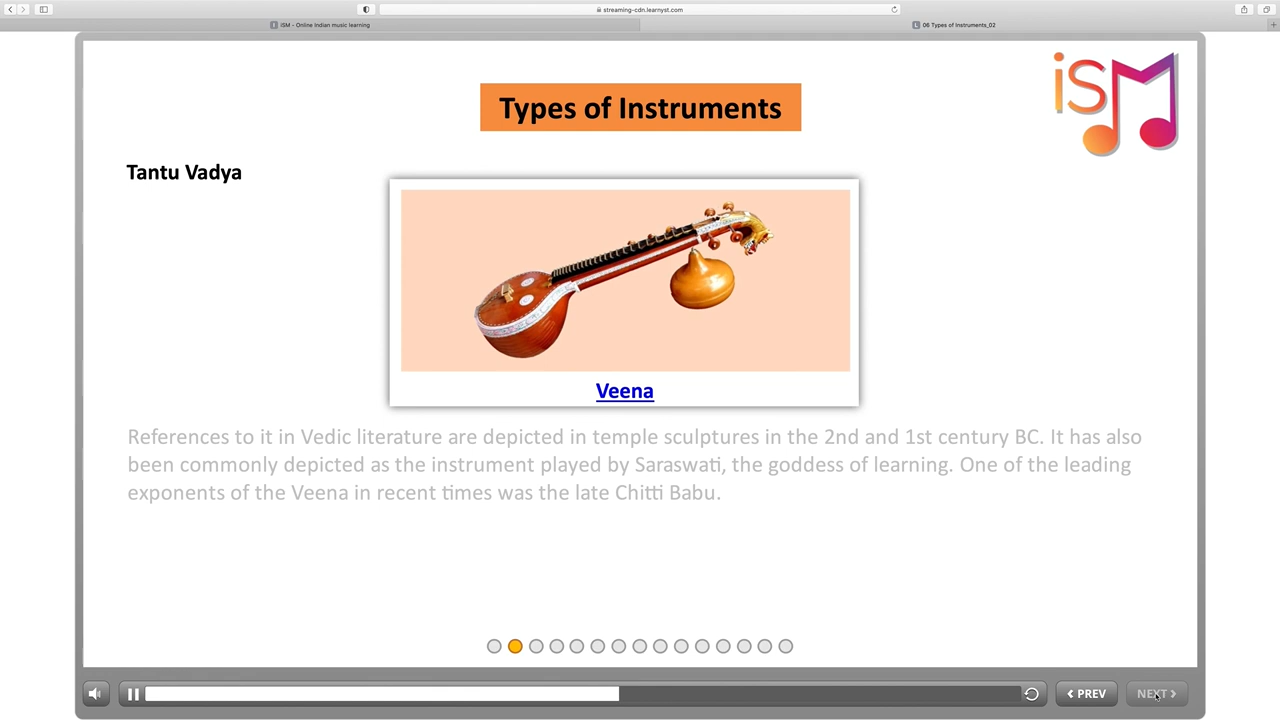 streaming-cdn.learnyst.com
ISM - Online Indian music learning
L 06 Types of Instruments_02
Types of Instruments
iSM
Tantu Vadya
Veena
References to it in Vedic literature are depicted in temple sculptures in the 2nd and 1st century BC. It has also
been commonly depicted as the instrument played by Saraswati, the goddess of learning. One of the leading
exponents of the Veena in recent times was the late Chitti Babu.
PREV
NEXT